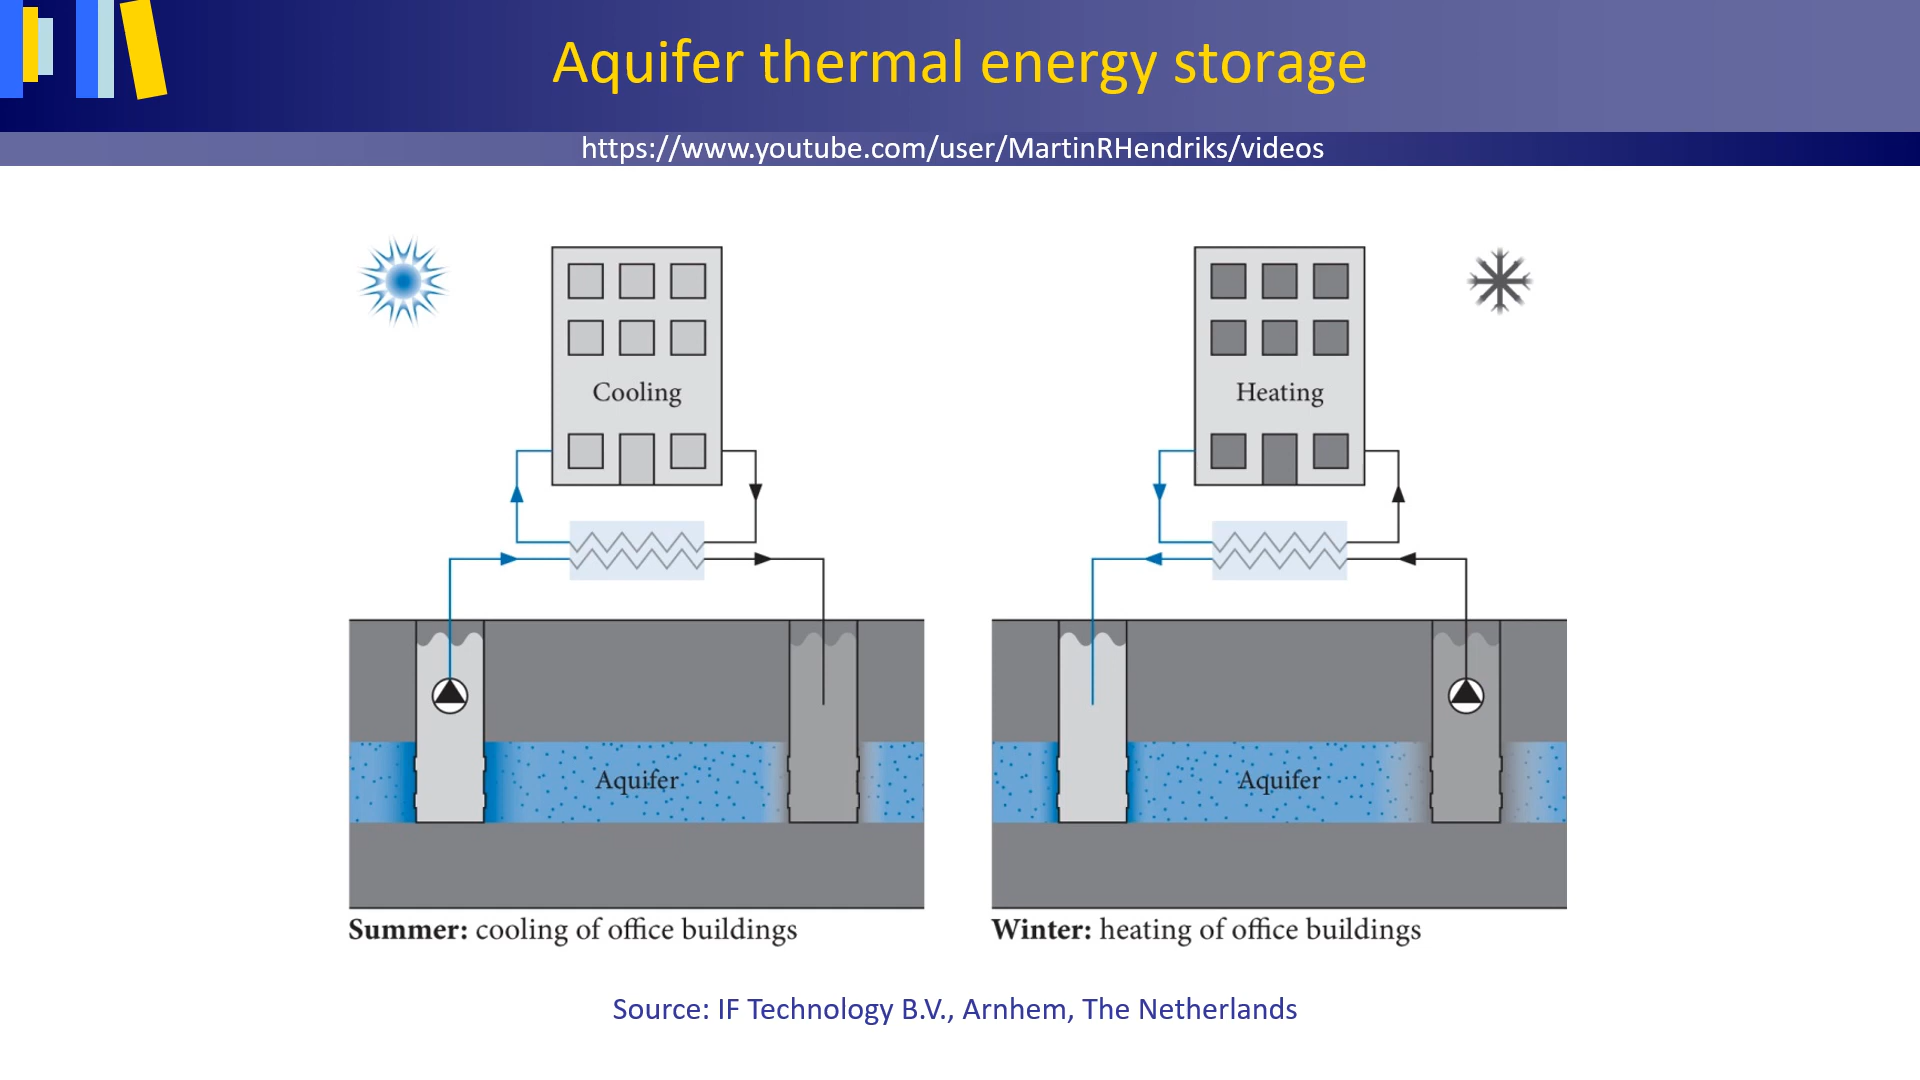 Aquifer thermal energy storage
https://www.youtube.com/user/MartinRHendriks/videos
Cooling
Heating
Aquifer
Aquifer
Summer: cooling of office buildings
Winter: heating of office buildings
Source: IF Technology B.V., Arnhem, The Netherlands